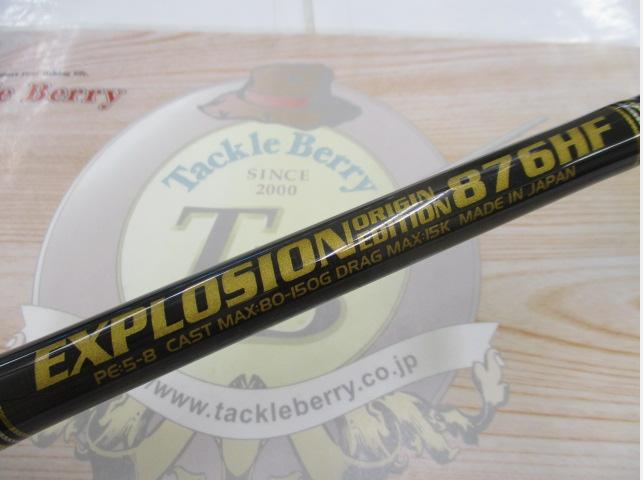 e Berry
Tackle Berry
SINCE
2000
EXPLOSION ORIGIN EDITION 876HF
PE:5-8 CAST MAX:80-150G DRAG MAX:15K MADE IN JAPAN
www.tackleberry.co.jp